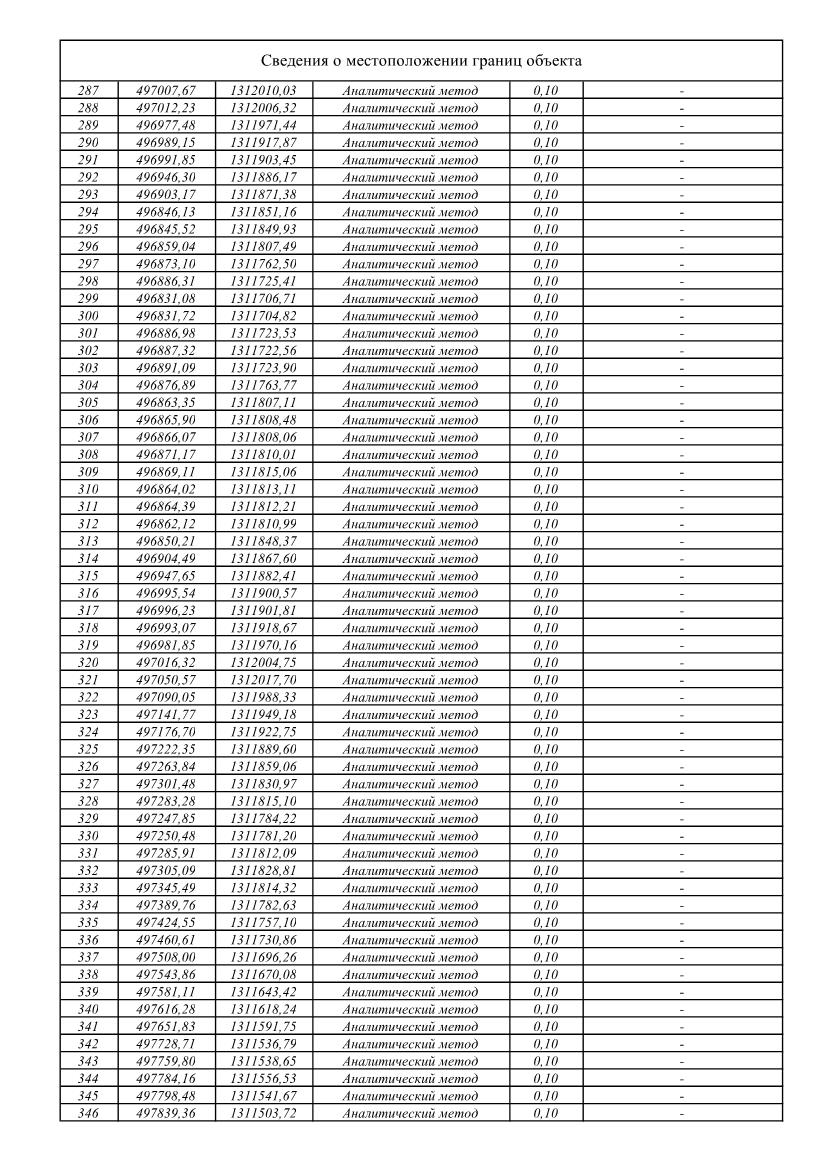 Сведения о местоположении границ объекта
287 497007,67 1312010,03 Аналитический метод 0,10 -
288 497012,23 1312006,32 Аналитический метод 0,10 -
289 496977,48 1311971,44 Аналитический метод 0,10 -
290 496989,15 1311917,87 Аналитический метод 0,10 -
291 496991,85 1311903,45 Аналитический метод 0,10 -
292 496946,30 1311886,17 Аналитический метод 0,10 -
293 496903,17 1311871,38 Аналитический метод 0,10 -
294 496846,13 1311851,16 Аналитический метод 0,10 -
295 496845,52 1311849,93 Аналитический метод 0,10 -
296 496859,04 1311807,49 Аналитический метод 0,10 -
297 496873,10 1311762,50 Аналитический метод 0,10 -
298 496886,31 1311725,41 Аналитический метод 0,10 -
299 496831,08 1311706,71 Аналитический метод 0,10 -
300 496831,72 1311704,82 Аналитический метод 0,10 -
301 496886,98 1311723,53 Аналитический метод 0,10 -
302 496887,32 1311722,56 Аналитический метод 0,10 -
303 496891,09 1311723,90 Аналитический метод 0,10 -
304 496876,89 1311763,77 Аналитический метод 0,10 -
305 496863,35 1311807,11 Аналитический метод 0,10 -
306 496865,90 1311808,48 Аналитический метод 0,10 -
307 496866,07 1311808,06 Аналитический метод 0,10 -
308 496871,17 1311810,01 Аналитический метод 0,10 -
309 496869,11 1311815,06 Аналитический метод 0,10 -
310 496864,02 1311813,11 Аналитический метод 0,10 -
311 496864,39 1311812,21 Аналитический метод 0,10 -
312 496862,12 1311810,99 Аналитический метод 0,10 -
313 496850,21 1311848,37 Аналитический метод 0,10 -
314 496904,49 1311867,60 Аналитический метод 0,10 -
315 496947,65 1311882,41 Аналитический метод 0,10 -
316 496995,54 1311900,57 Аналитический метод 0,10 -
317 496996,23 1311901,81 Аналитический метод 0,10 -
318 496993,07 1311918,67 Аналитический метод 0,10 -
319 496981,85 1311970,16 Аналитический метод 0,10 -
320 497016,32 1312004,75 Аналитический метод 0,10 -
321 497050,57 1312017,70 Аналитический метод 0,10 -
322 497090,05 1311988,33 Аналитический метод 0,10 -
323 497141,77 1311949,18 Аналитический метод 0,10 -
324 497176,70 1311922,75 Аналитический метод 0,10 -
325 497222,35 1311889,60 Аналитический метод 0,10 -
326 497263,84 1311859,06 Аналитический метод 0,10 -
327 497301,48 1311830,97 Аналитический метод 0,10 -
328 497283,28 1311815,10 Аналитический метод 0,10 -
329 497247,85 1311784,22 Аналитический метод 0,10 -
330 497250,48 1311781,20 Аналитический метод 0,10 -
331 497285,91 1311812,09 Аналитический метод 0,10 -
332 497305,09 1311828,81 Аналитический метод 0,10 -
333 497345,49 1311814,32 Аналитический метод 0,10 -
334 497389,76 1311782,63 Аналитический метод 0,10 -
335 497424,55 1311757,10 Аналитический метод 0,10 -
336 497460,61 1311730,86 Аналитический метод 0,10 -
337 497508,00 1311696,26 Аналитический метод 0,10 -
338 497543,86 1311670,08 Аналитический метод 0,10 -
339 497581,11 1311643,42 Аналитический метод 0,10 -
340 497616,28 1311618,24 Аналитический метод 0,10 -
341 497651,83 1311591,75 Аналитический метод 0,10 -
342 497728,71 1311536,79 Аналитический метод 0,10 -
343 497759,80 1311538,65 Аналитический метод 0,10 -
344 497784,16 1311556,53 Аналитический метод 0,10 -
345 497798,48 1311541,67 Аналитический метод 0,10 -
346 497839,36 1311503,72 Аналитический метод 0,10 -